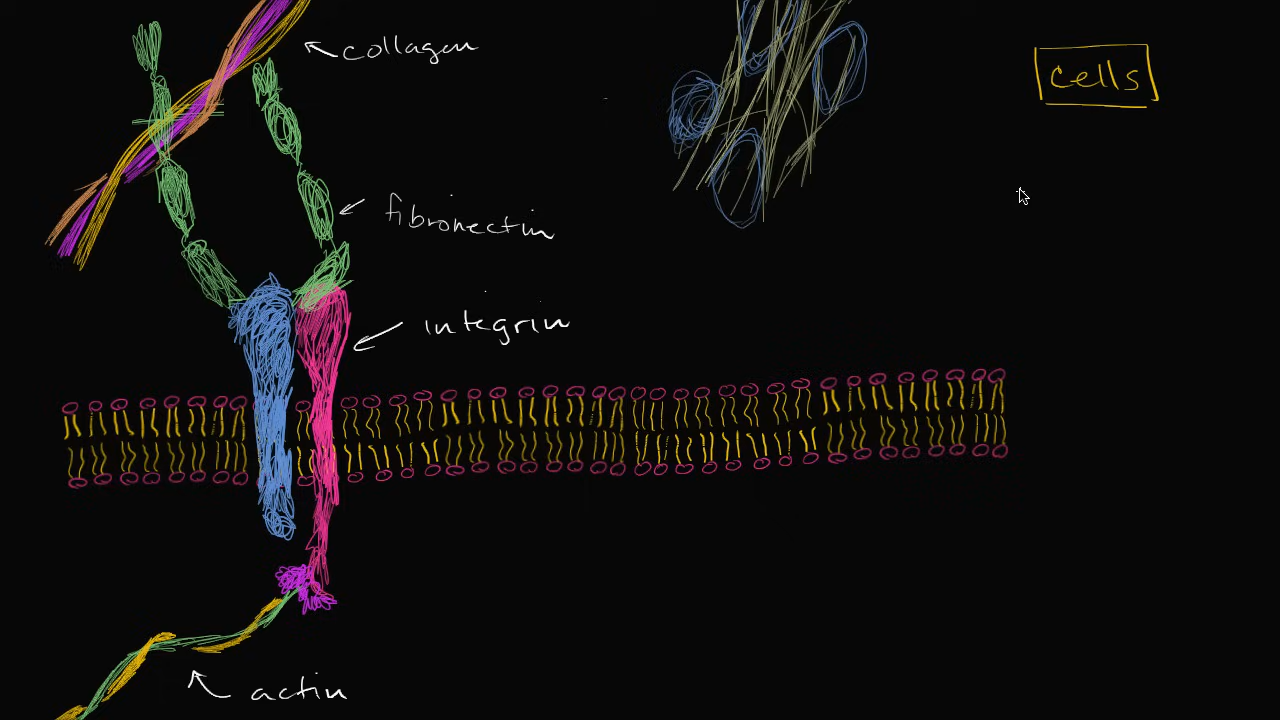 collagen
cells
fibronectin
integrin
actin